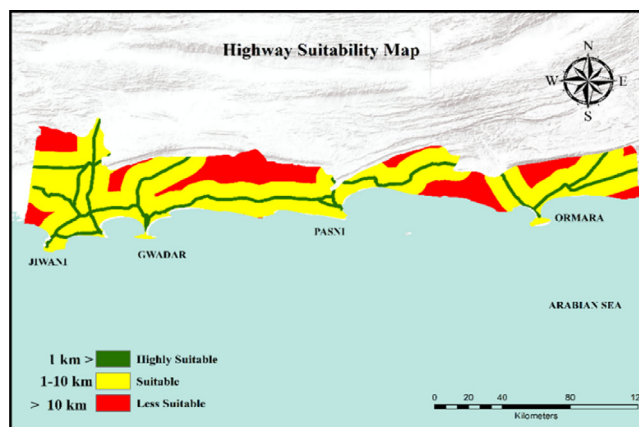 Highway Suitability Map
N
W E
S
ORMARA
PASNI
GWADAR
JIWANI
ARABIAN SEA
1 km > Highly Suitable
1-10 km Suitable
> 10 km Less Suitable
0 20 40 80 12
Kilometers